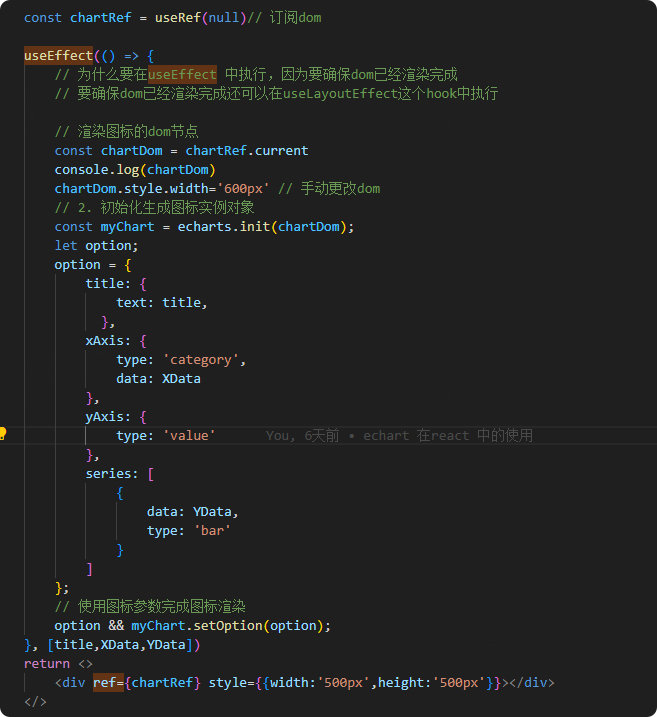 const chartRef = useRef(null)// 订阅dom
useEffect(() => {
// 为什么要在useEffect 中执行，因为要确保dom已经渲染完成
// 要确保dom已经渲染完成还可以在useLayoutEffect这个hook中执行
// 渲染图标的dom节点
const chartDom = chartRef.current
console.log(chartDom)
chartDom.style.width='600px' // 手动更改dom
// 2. 初始化生成图标实例对象
const myChart = echarts.init(chartDom);
let option;
option = {
title: {
text: title,
},
xAxis: {
type: 'category',
data: XData
},
yAxis: {
type: 'value' You, 6天前 • echart 在react 中的使用
},
series: [
{
data: YData,
type: 'bar'
}
]
};
// 使用图标参数完成图标渲染
option && myChart.setOption(option);
}, [title,XData,YData])
return <>
<div ref={chartRef} style={{width:'500px',height:'500px'}}></div>
</>